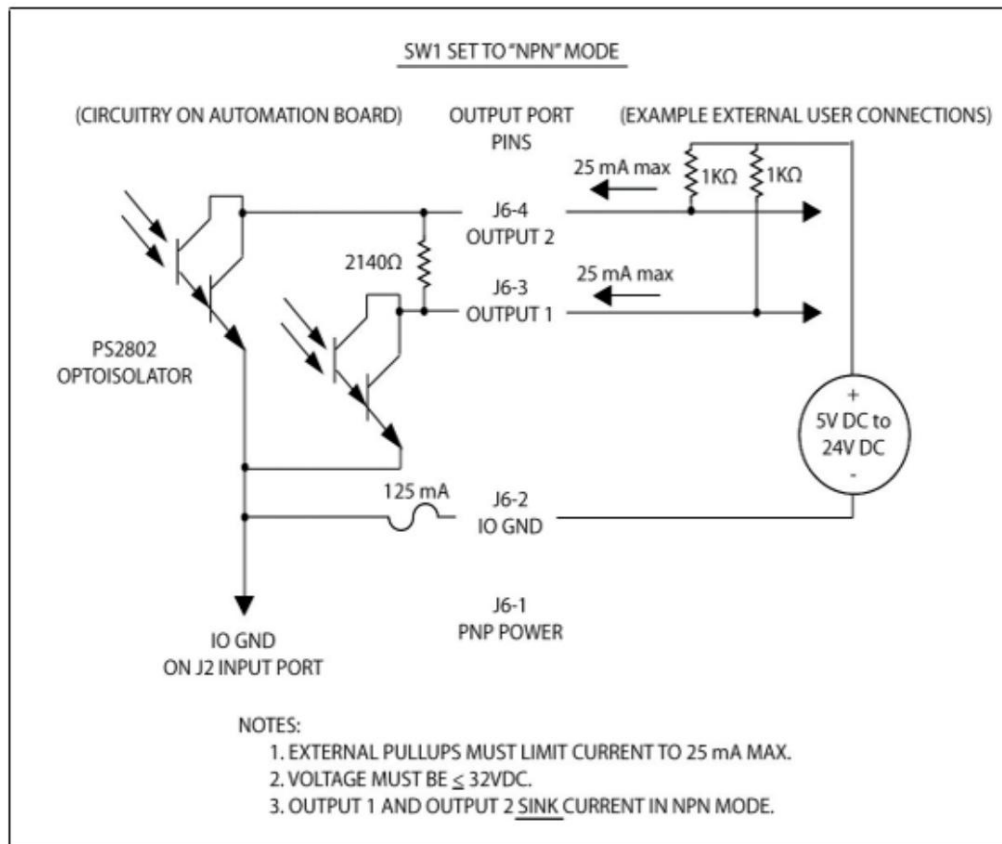 SW1 SET TO "NPN" MODE
(CIRCUITRY ON AUTOMATION BOARD)
OUTPUT PORT
PINS
(EXAMPLE EXTERNAL USER CONNECTIONS)
25 mA max
1KΩ
1KΩ
J6-4
OUTPUT 2
2140Ω
J6-3
OUTPUT 1
25 mA max
PS2802
OPTOISOLATOR
+
5V DC to
24V DC
-
125 mA
J6-2
IO GND
J6-1
PNP POWER
IO GND
ON J2 INPUT PORT
NOTES:
1. EXTERNAL PULLUPS MUST LIMIT CURRENT TO 25 mA MAX.
2. VOLTAGE MUST BE ≤ 32VDC.
3. OUTPUT 1 AND OUTPUT 2 SINK CURRENT IN NPN MODE.